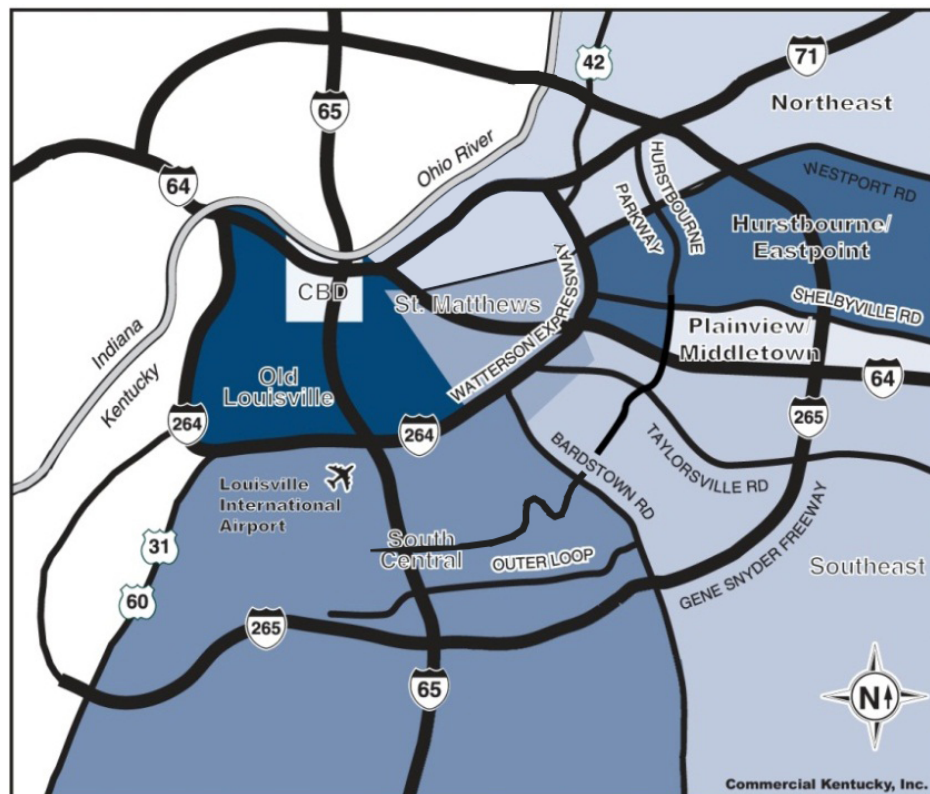 42
71
65
Northeast
Ohio River
HURSTBOURNE
PARKWAY
WESTPORT RD
64
Hurstbourne/
Eastpoint
WATTERSON EXPRESSWAY
CBD
St. Matthews
SHELBYVILLE RD
Indiana
Kentucky
Plainview/
Middletown
Old
Louisville
64
264
264
265
BARDSTOWN RD
TAYLORSVILLE RD
Louisville
International
Airport
31
South
Central
OUTER LOOP
GENE SNYDER FREEWAY
Southeast
60
265
65
N
Commercial Kentucky, Inc.